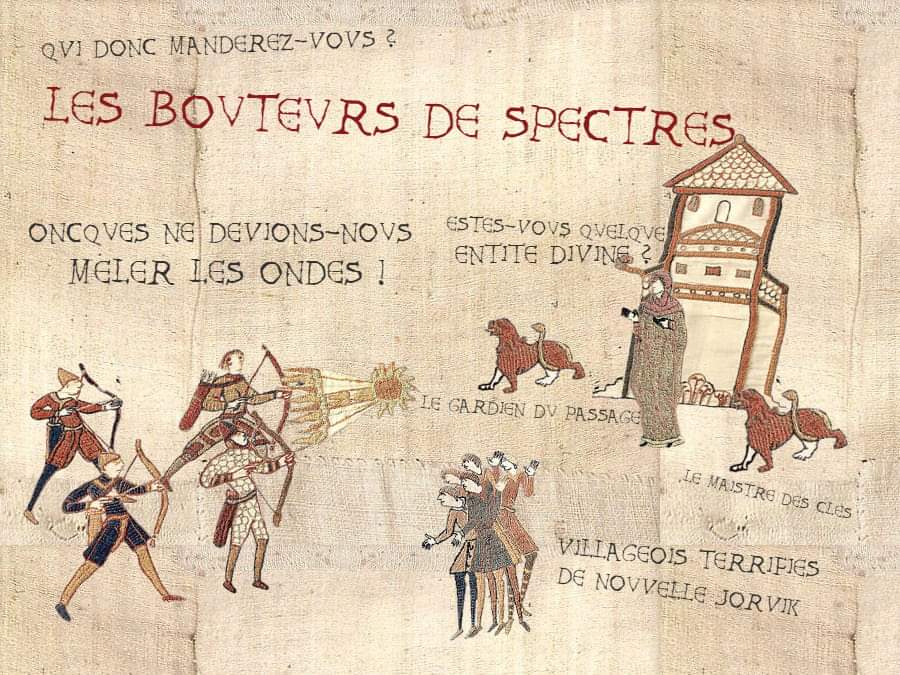 QVI DONC MANDEREZ-VOVS ?
LES BOVTEVRS DE SPECTRES
ONCQVES NE DEVIONS-NOVS
MELER LES ONDES !
ESTES-VOVS QVELQVE
ENTITE DIVINE ?
LE GARDIEN DV PASSAGE
LE MAISTRE DES CLES
VILLAGEOIS TERRIFIES
DE NOVVELLE JORVIK